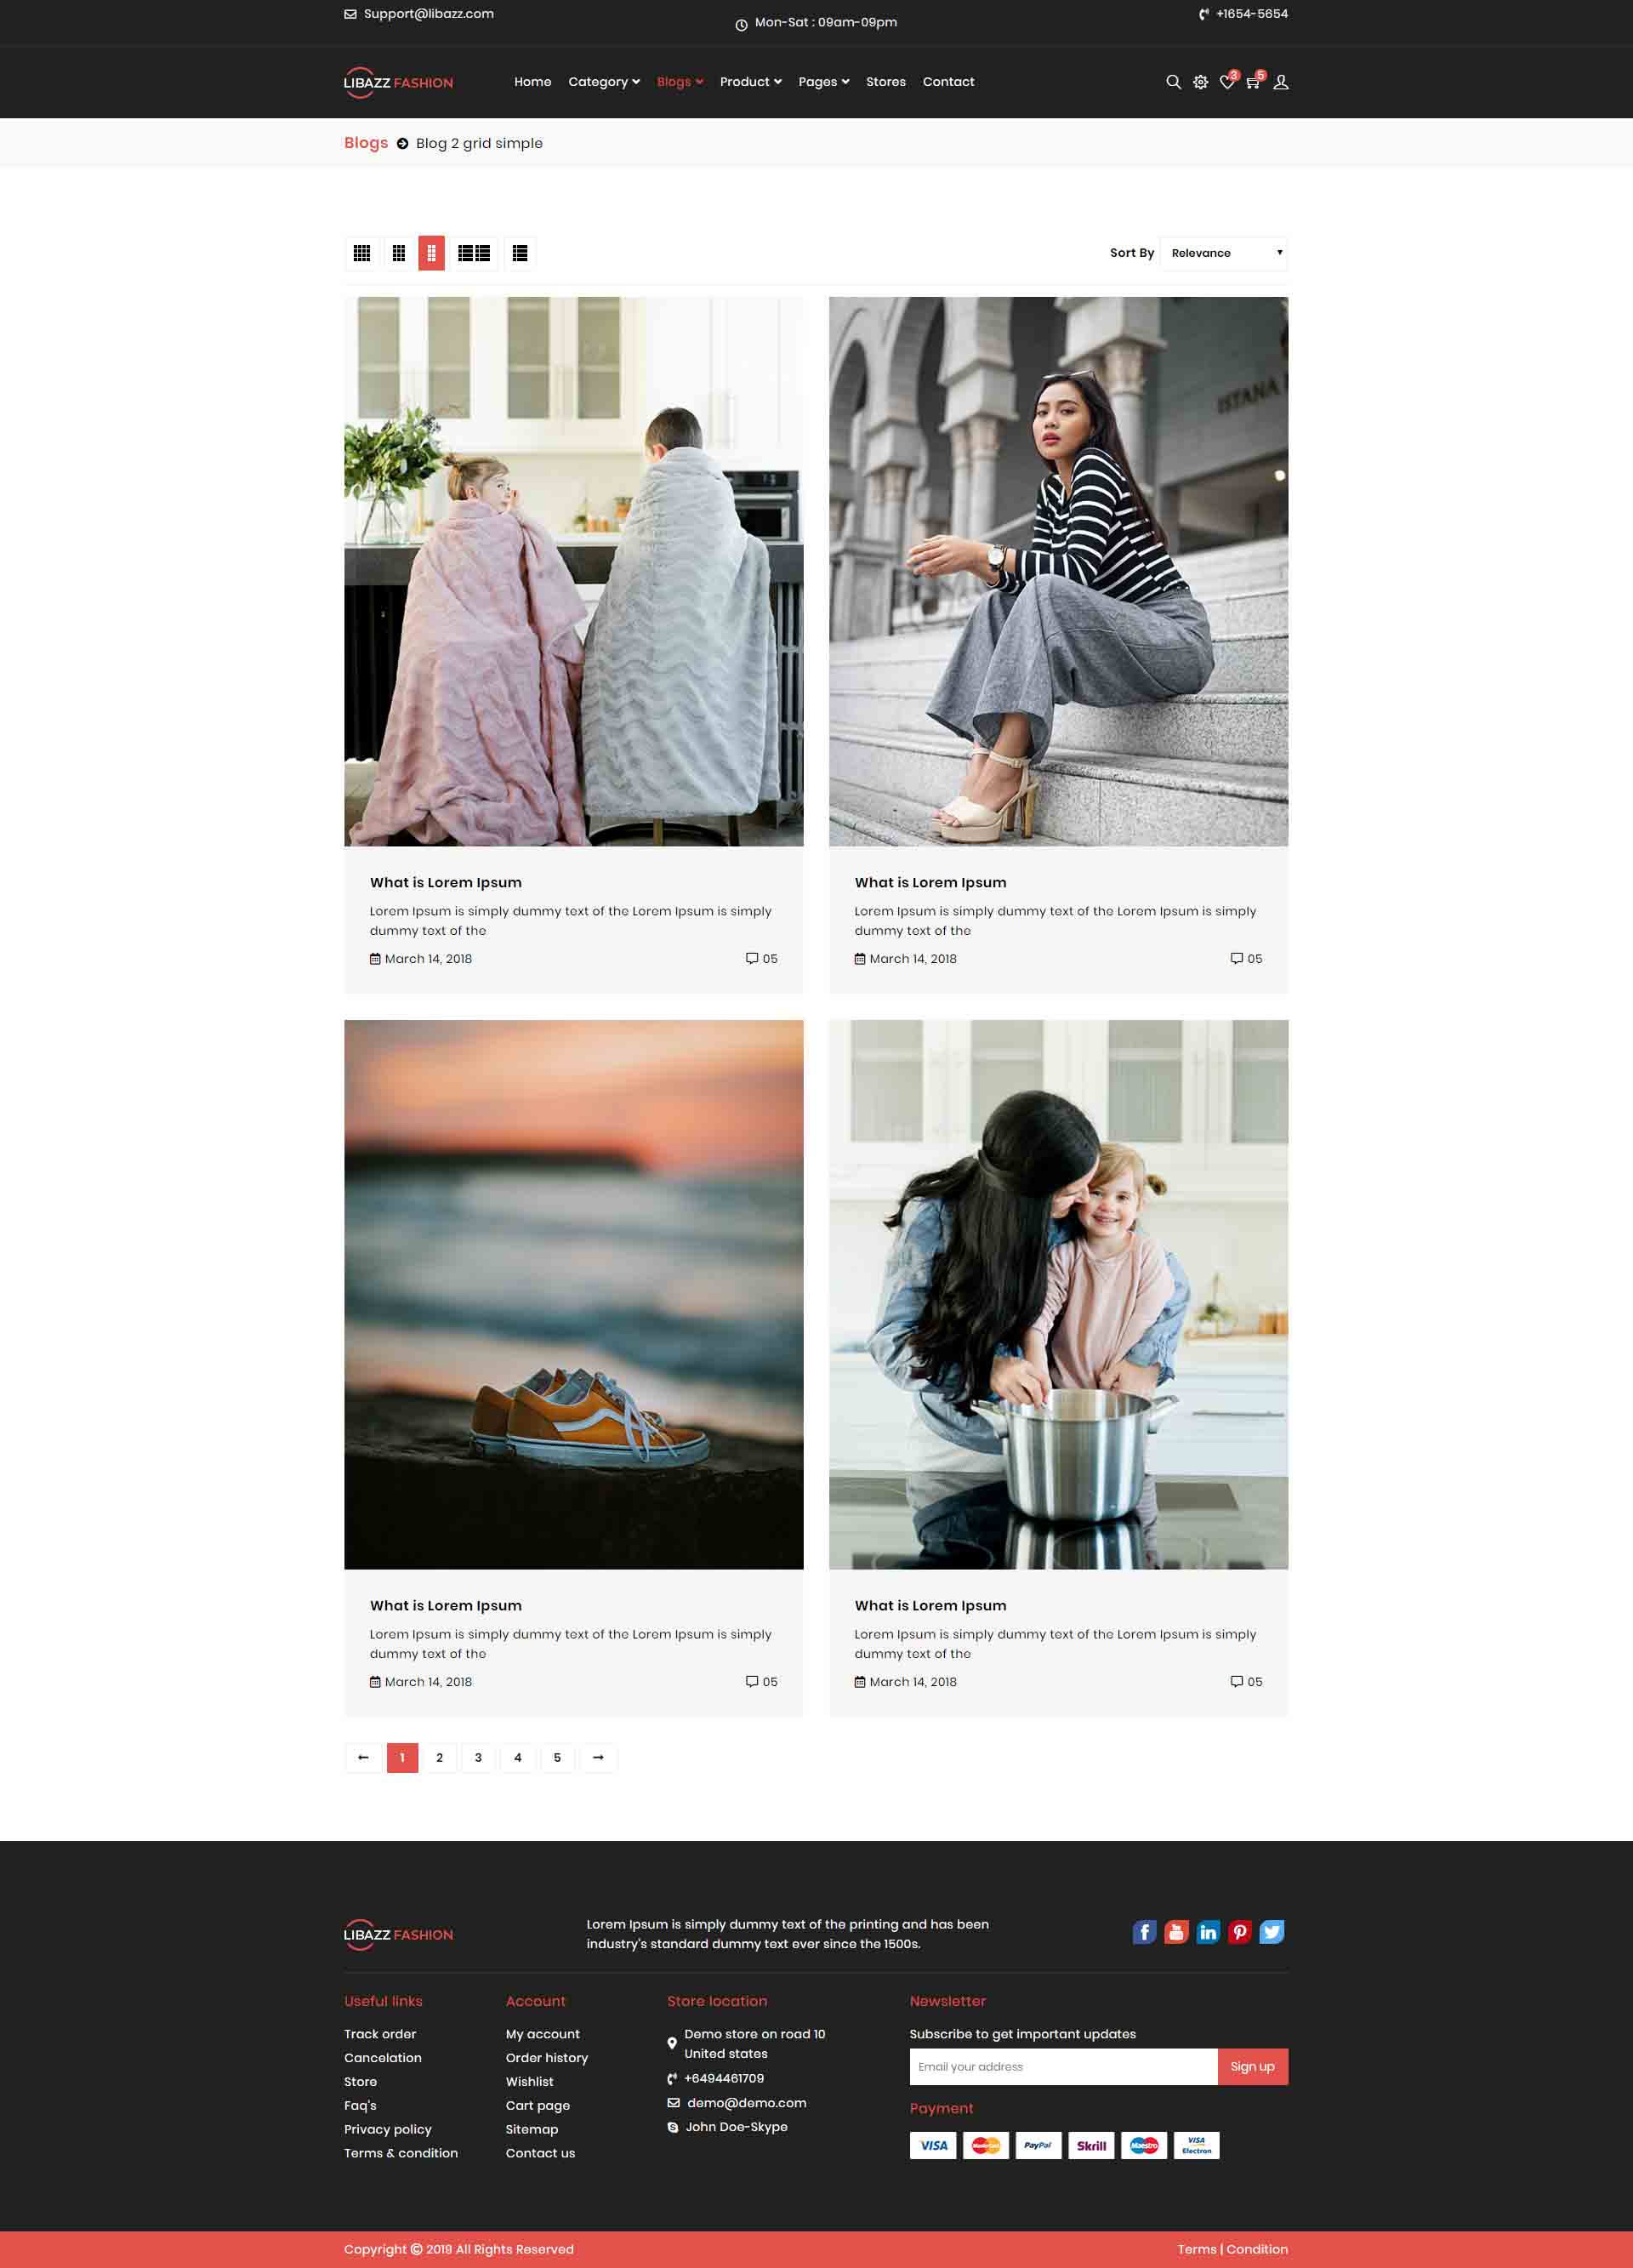 Support@libazz.com
Mon-Sat : 09am-09pm
+1654-5654
LIBAZZ FASHION
Home Category Blogs Product Pages Stores Contact
3 5
Blogs Blog 2 grid simple
Sort By Relevance
ISTANA
What is Lorem Ipsum
Lorem Ipsum is simply dummy text of the Lorem Ipsum is simply
dummy text of the
March 14, 2018 05
What is Lorem Ipsum
Lorem Ipsum is simply dummy text of the Lorem Ipsum is simply
dummy text of the
March 14, 2018 05
What is Lorem Ipsum
Lorem Ipsum is simply dummy text of the Lorem Ipsum is simply
dummy text of the
March 14, 2018 05
What is Lorem Ipsum
Lorem Ipsum is simply dummy text of the Lorem Ipsum is simply
dummy text of the
March 14, 2018 05
1 2 3 4 5
LIBAZZ FASHION
Lorem Ipsum is simply dummy text of the printing and has been
industry's standard dummy text ever since the 1500s.
Useful links
Track order
Cancelation
Store
Faq's
Privacy policy
Terms & condition
Account
My account
Order history
Wishlist
Cart page
Sitemap
Contact us
Store location
Demo store on road 10
United states
+6494461709
demo@demo.com
John Doe-Skype
Newsletter
Subscribe to get important updates
Email your address Sign up
Payment
VISA MasterCard PayPal Skrill Maestro VISA Electron
Copyright © 2019 All Rights Reserved
Terms | Condition